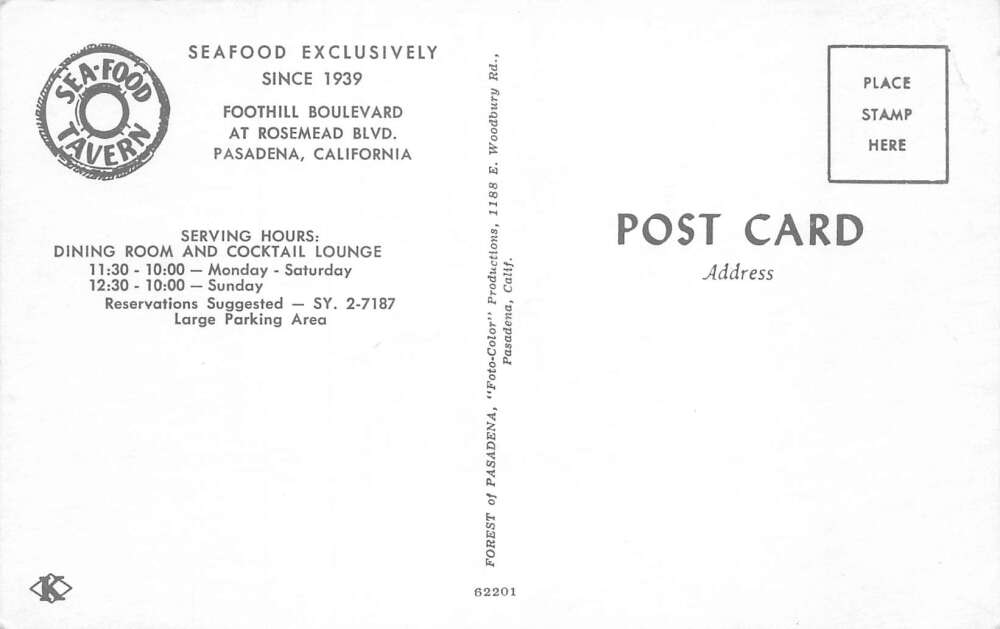 SEA-FOOD
TAVERN
SEAFOOD EXCLUSIVELY
SINCE 1939
FOOTHILL BOULEVARD
AT ROSEMEAD BLVD.
PASADENA, CALIFORNIA
SERVING HOURS:
DINING ROOM AND COCKTAIL LOUNGE
11:30 - 10:00 — Monday - Saturday
12:30 - 10:00 — Sunday
Reservations Suggested — SY. 2-7187
Large Parking Area
K
FOREST of PASADENA, "Foto-Color" Productions, 1188 E. Woodbury Rd.,
Pasadena, Calif.
62201
PLACE
STAMP
HERE
POST CARD
Address